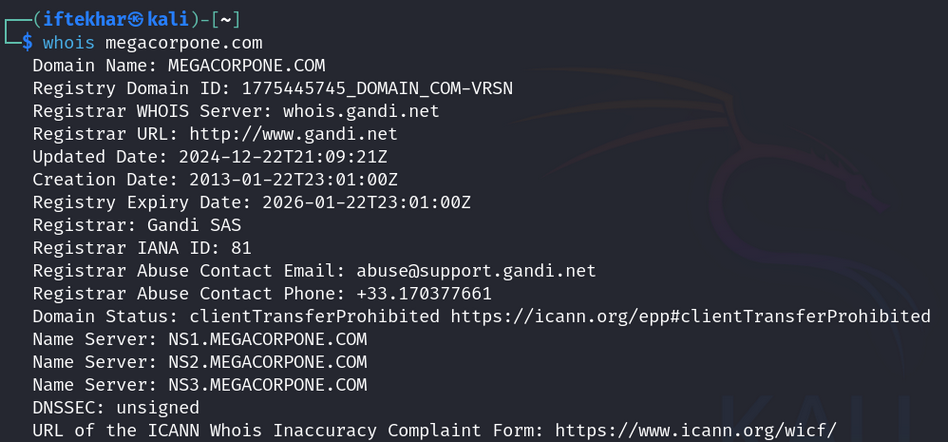 (iftekhar㉿kali)-[~]
$ whois megacorpone.com
Domain Name: MEGACORPONE.COM
Registry Domain ID: 1775445745_DOMAIN_COM-VRSN
Registrar WHOIS Server: whois.gandi.net
Registrar URL: http://www.gandi.net
Updated Date: 2024-12-22T21:09:21Z
Creation Date: 2013-01-22T23:01:00Z
Registry Expiry Date: 2026-01-22T23:01:00Z
Registrar: Gandi SAS
Registrar IANA ID: 81
Registrar Abuse Contact Email: abuse@support.gandi.net
Registrar Abuse Contact Phone: +33.170377661
Domain Status: clientTransferProhibited https://icann.org/epp#clientTransferProhibited
Name Server: NS1.MEGACORPONE.COM
Name Server: NS2.MEGACORPONE.COM
Name Server: NS3.MEGACORPONE.COM
DNSSEC: unsigned
URL of the ICANN Whois Inaccuracy Complaint Form: https://www.icann.org/wicf/
KALI